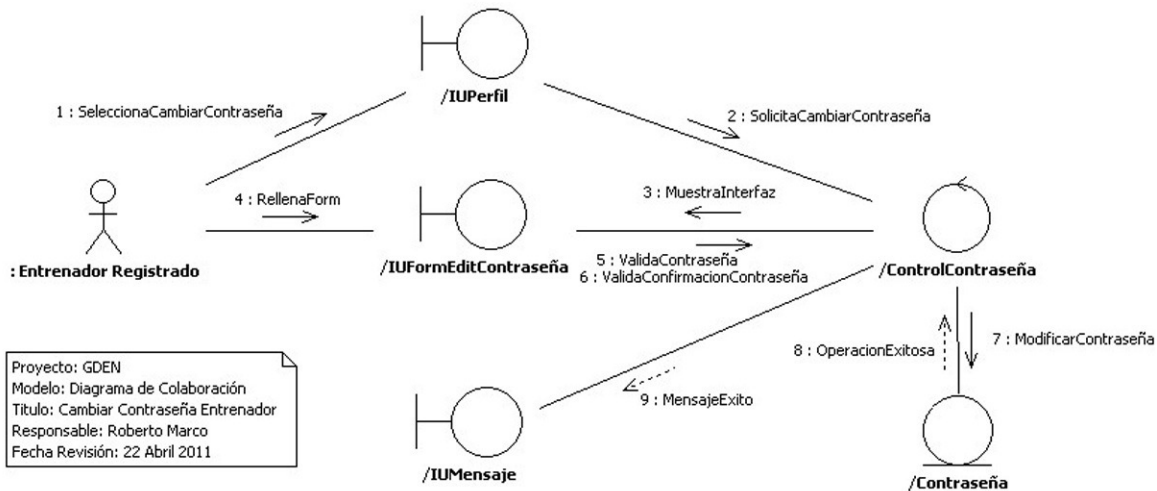 /IUPerfil
1 : SeleccionaCambiarContraseña
2 : SolicitaCambiarContraseña
4 : RellenaForm
3 : MuestraInterfaz
: Entrenador Registrado
/IUFormEditContraseña
5 : ValidaContraseña
6 : ValidaConfirmacionContraseña
/ControlContraseña
7 : ModificarContraseña
8 : OperacionExitosa
9 : MensajeExito
Proyecto: GDEN
Modelo: Diagrama de Colaboración
Titulo: Cambiar Contraseña Entrenador
Responsable: Roberto Marco
Fecha Revisión: 22 Abril 2011
/IUMensaje
/Contraseña